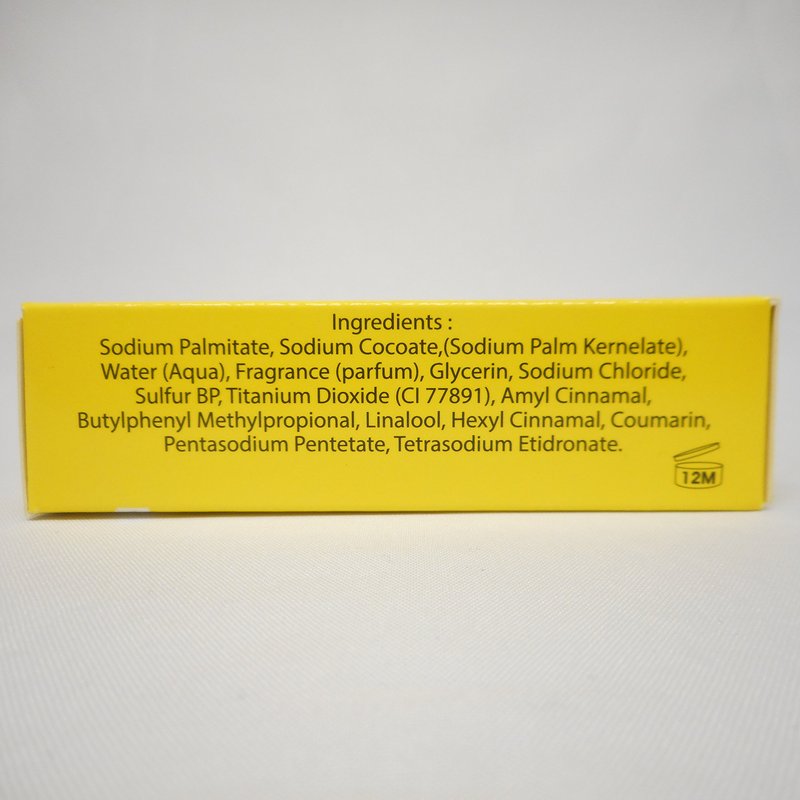 Ingredients :
Sodium Palmitate, Sodium Cocoate,(Sodium Palm Kernelate),
Water (Aqua), Fragrance (parfum), Glycerin, Sodium Chloride,
Sulfur BP, Titanium Dioxide (CI 77891), Amyl Cinnamal,
Butylphenyl Methylpropional, Linalool, Hexyl Cinnamal, Coumarin,
Pentasodium Pentetate, Tetrasodium Etidronate.
12M